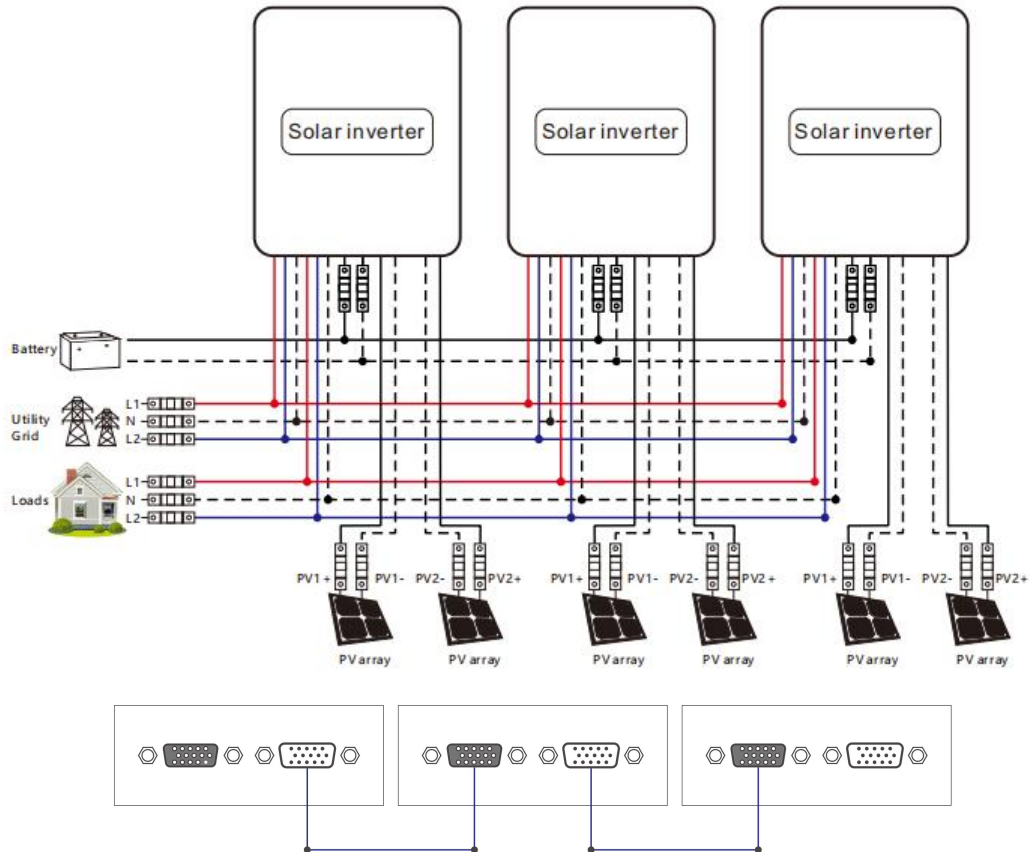 Solar inverter Solar inverter Solar inverter
Battery
+ -
L1
Utility
Grid
N
L2
L1
Loads
N
L2
PV1+ PV1- PV2- PV2+ PV1+ PV1- PV2- PV2+ PV1+ PV1- PV2- PV2+
PV array PV array PV array PV array PV array PV array